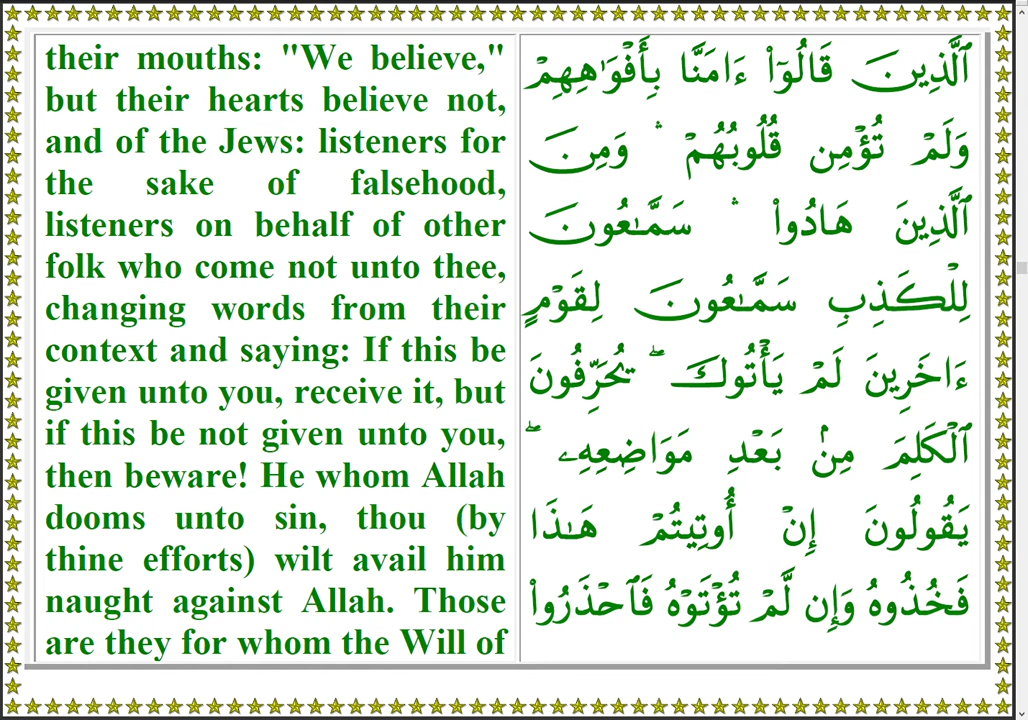 their mouths: "We believe,"
but their hearts believe not,
and of the Jews: listeners for
the sake of falsehood,
listeners on behalf of other
folk who come not unto thee,
changing words from their
context and saying: If this be
given unto you, receive it, but
if this be not given unto you,
then beware! He whom Allah
dooms unto sin, thou (by
thine efforts) wilt avail him
naught against Allah. Those
are they for whom the Will of
ٱلَّذِينَ قَالُوٓا۟ ءَامَنَّا بِأَفْوَٰهِهِمْ
وَلَمْ تُؤْمِن قُلُوبُهُمْ ۛ وَمِنَ
ٱلَّذِينَ هَادُوا۟ ۛ سَمَّـٰعُونَ
لِلْكَذِبِ سَمَّـٰعُونَ لِقَوْمٍ
ءَاخَرِينَ لَمْ يَأْتُوكَ ۖ يُحَرِّفُونَ
ٱلْكَلِمَ مِنۢ بَعْدِ مَوَاضِعِهِۦ ۖ
يَقُولُونَ إِنْ أُوتِيتُمْ هَـٰذَا
فَخُذُوهُ وَإِن لَّمْ تُؤْتَوْهُ فَٱحْذَرُوا۟